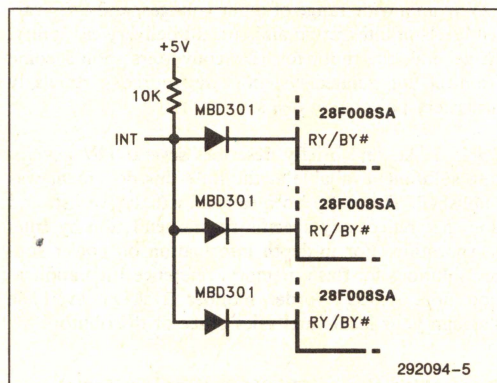 +5V
10K
MBD301
28F008SA
INT
RY/BY#
MBD301
28F008SA
RY/BY#
MBD301
28F008SA
RY/BY#
292094-5